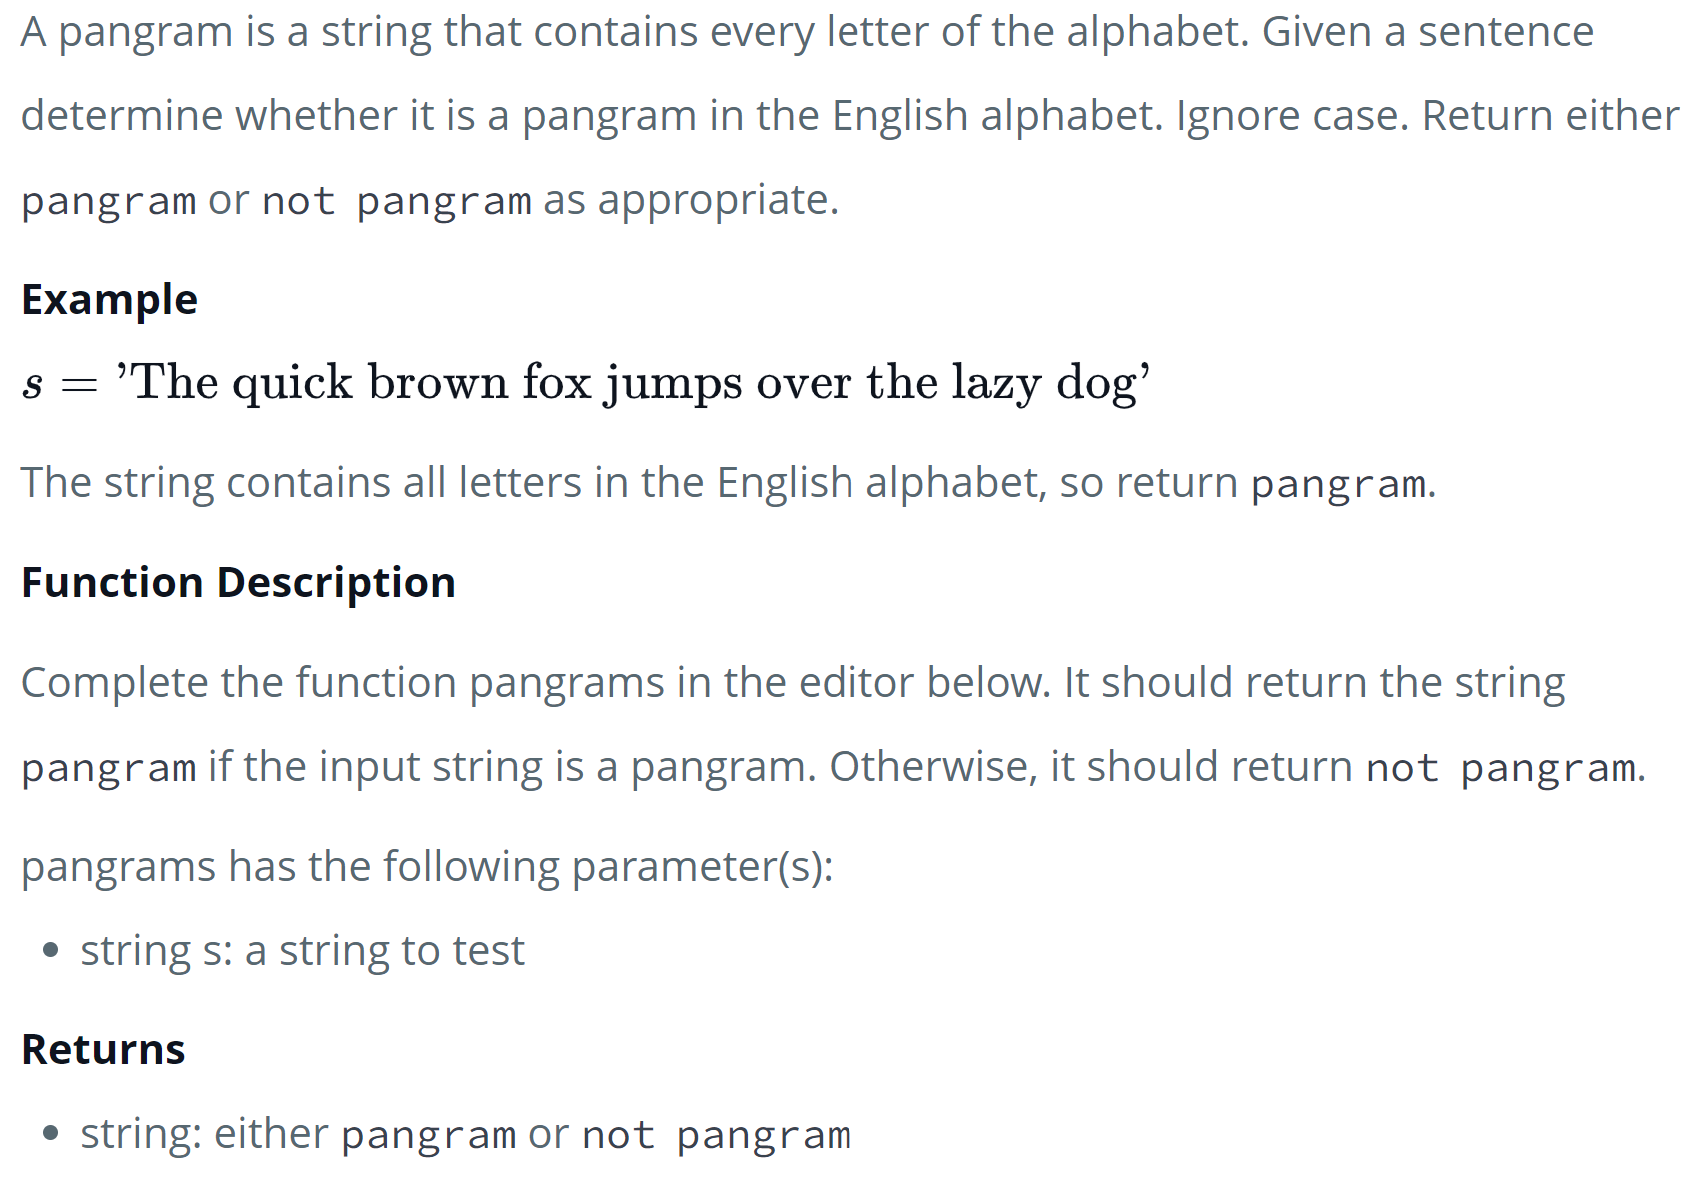 A pangram is a string that contains every letter of the alphabet. Given a sentence
determine whether it is a pangram in the English alphabet. Ignore case. Return either
pangram or not pangram as appropriate.
Example
s = ’The quick brown fox jumps over the lazy dog’
The string contains all letters in the English alphabet, so return pangram.
Function Description
Complete the function pangrams in the editor below. It should return the string
pangram if the input string is a pangram. Otherwise, it should return not pangram.
pangrams has the following parameter(s):
• string s: a string to test
Returns
• string: either pangram or not pangram